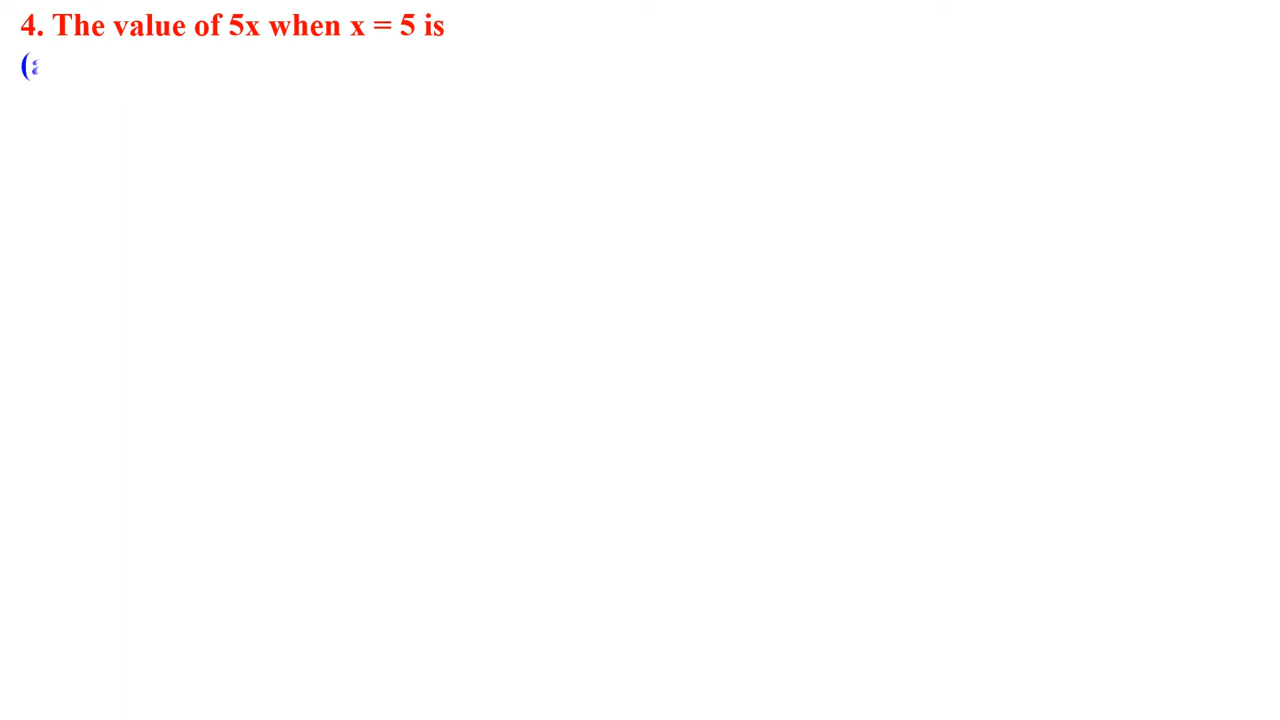 4. The value of 5x when x = 5 is
(